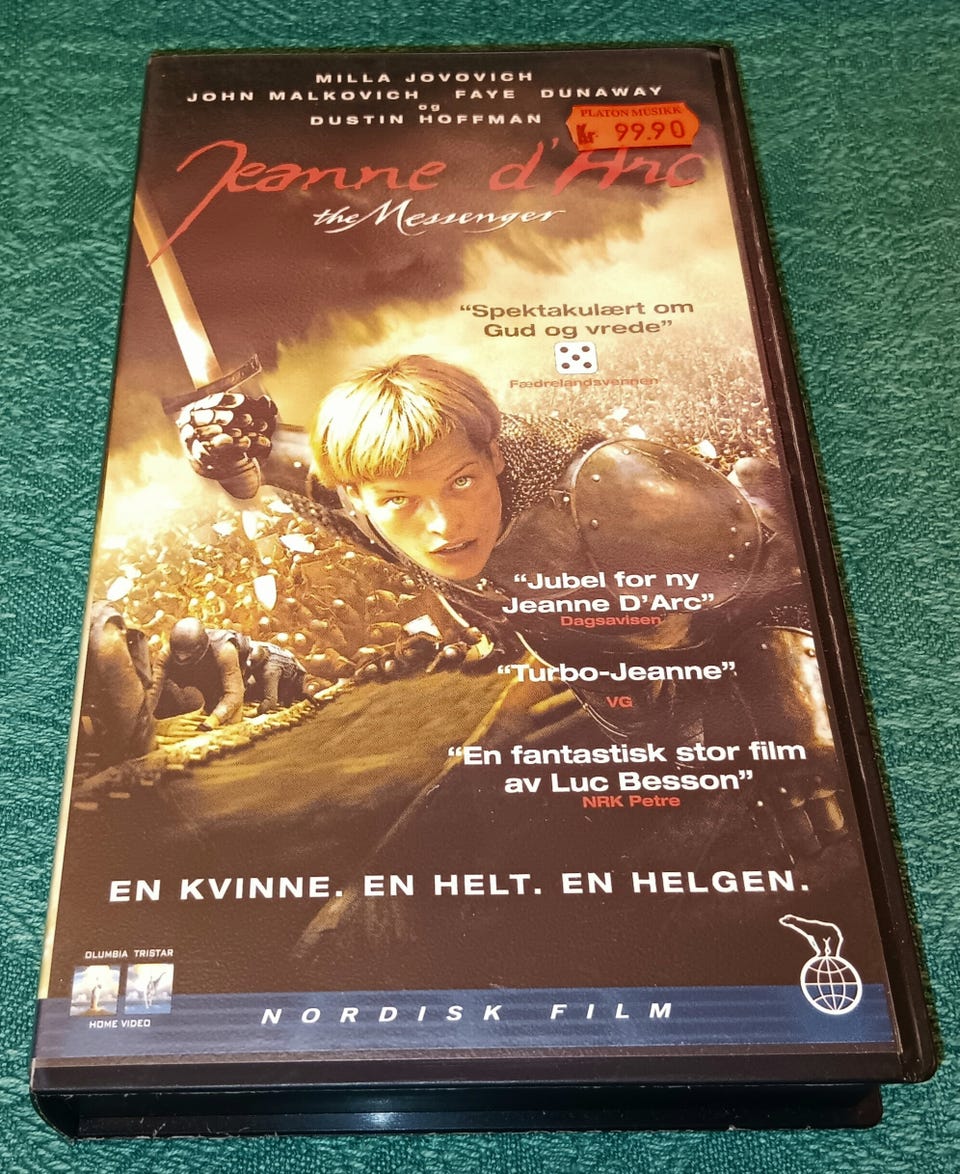 MILLA JOVOVICH
JOHN MALKOVICH FAYE DUNAWAY
og
DUSTIN HOFFMAN
PLATON MUSIKK
Kr. 99.90
Jeanne d'Arc
the Messenger
“Spektakulært om
Gud og vrede”
Fædrelandsvennen
“Jubel for ny
Jeanne D’Arc”
Dagsavisen
“Turbo-Jeanne”
VG
“En fantastisk stor film
av Luc Besson”
NRK Petre
EN KVINNE. EN HELT. EN HELGEN.
OLUMBIA TRISTAR
HOME VIDEO
NORDISK FILM